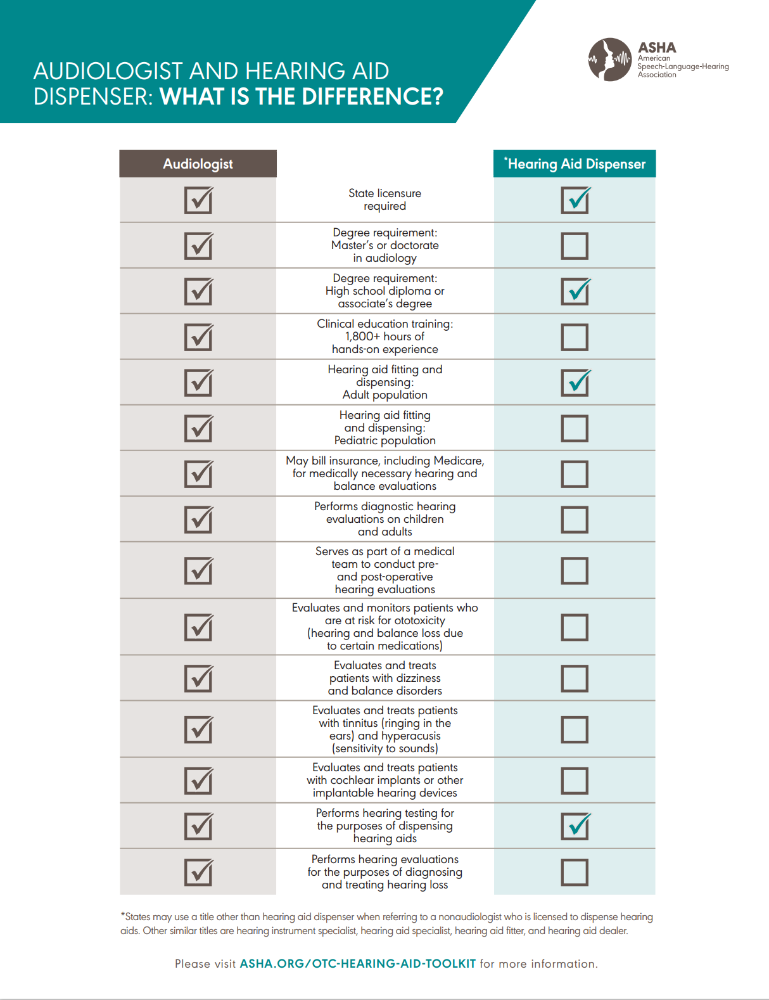 AUDIOLOGIST AND HEARING AID
DISPENSER: WHAT IS THE DIFFERENCE?
ASHA
American
Speech-Language-Hearing
Association
Audiologist
*Hearing Aid Dispenser
State licensure
required
Degree requirement:
Master's or doctorate
in audiology
Degree requirement:
High school diploma or
associate's degree
Clinical education training:
1,800+ hours of
hands-on experience
Hearing aid fitting and
dispensing:
Adult population
Hearing aid fitting
and dispensing:
Pediatric population
May bill insurance, including Medicare,
for medically necessary hearing and
balance evaluations
Performs diagnostic hearing
evaluations on children
and adults
Serves as part of a medical
team to conduct pre-
and post-operative
hearing evaluations
Evaluates and monitors patients who
are at risk for ototoxicity
(hearing and balance loss due
to certain medications)
Evaluates and treats
patients with dizziness
and balance disorders
Evaluates and treats patients
with tinnitus (ringing in the
ears) and hyperacusis
(sensitivity to sounds)
Evaluates and treats patients
with cochlear implants or other
implantable hearing devices
Performs hearing testing for
the purposes of dispensing
hearing aids
Performs hearing evaluations
for the purposes of diagnosing
and treating hearing loss
*States may use a title other than hearing aid dispenser when referring to a nonaudiologist who is licensed to dispense hearing
aids. Other similar titles are hearing instrument specialist, hearing aid specialist, hearing aid fitter, and hearing aid dealer.
Please visit ASHA.ORG/OTC-HEARING-AID-TOOLKIT for more information.